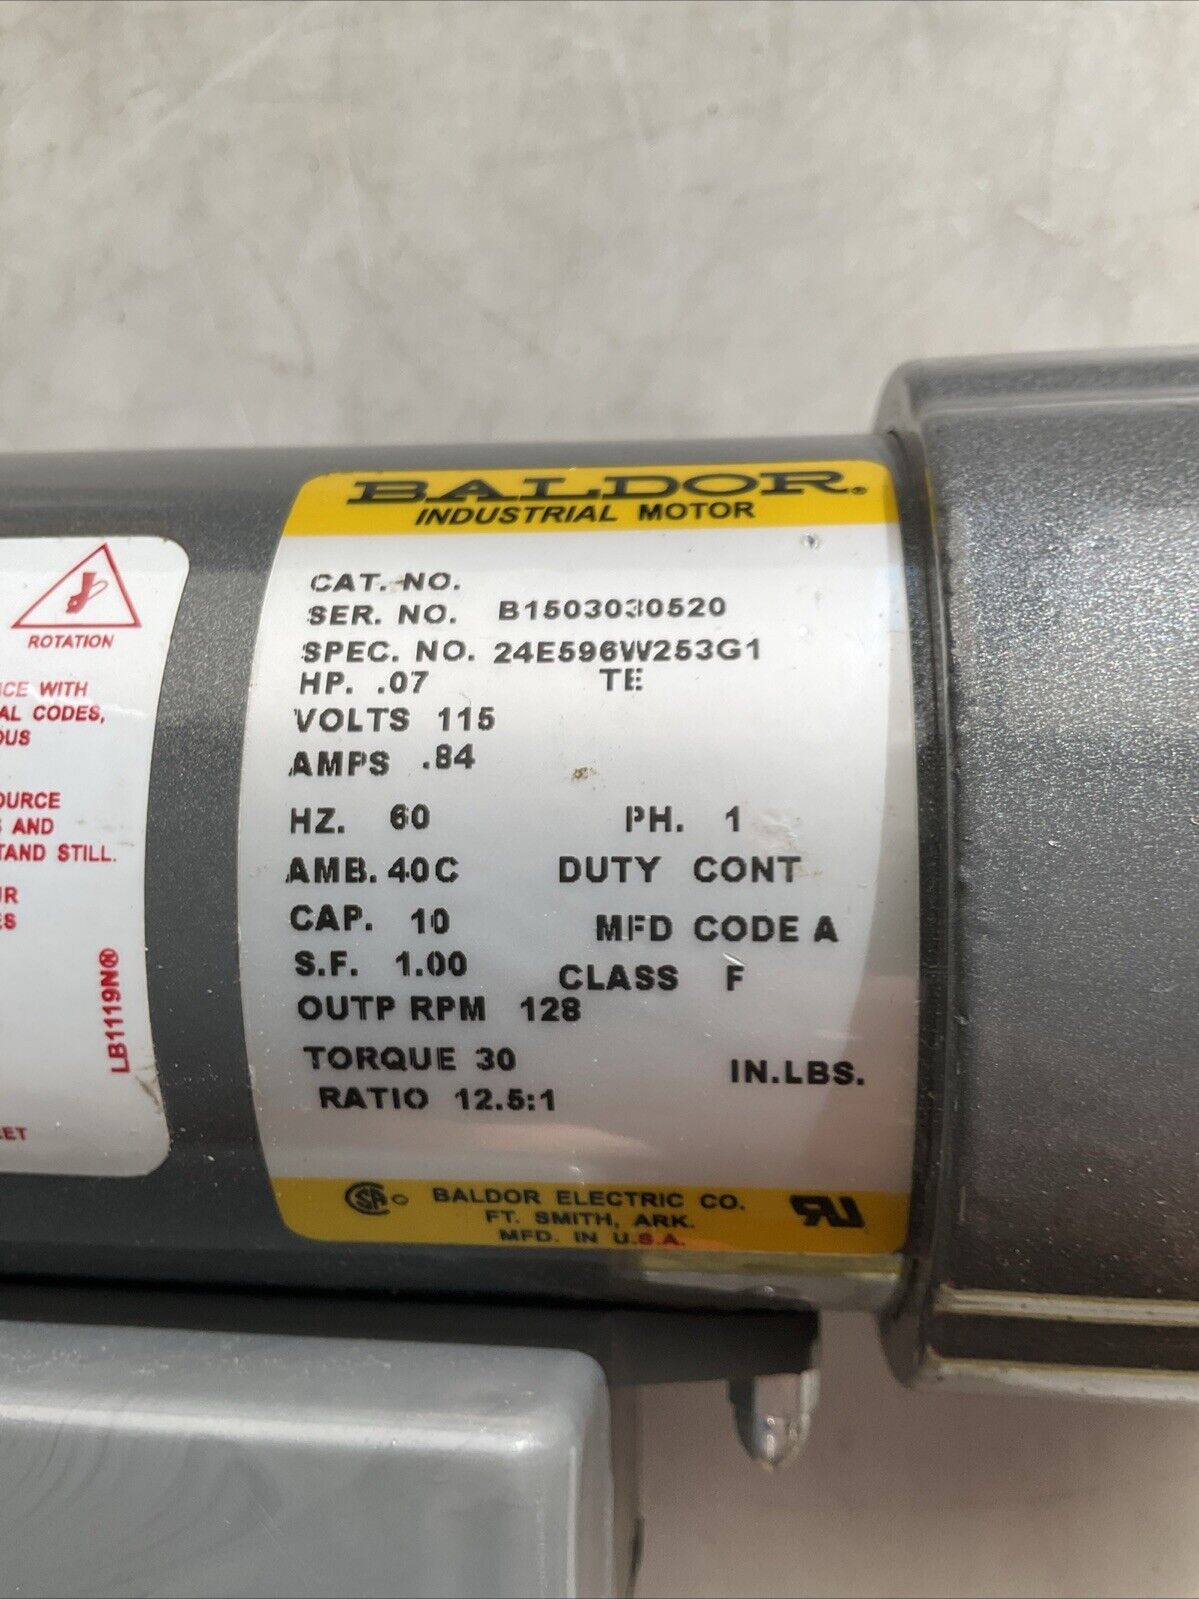 ROTATION
CE WITH
AL CODES,
OUS
OURCE
AND
TAND STILL.
UR
ES
LB1119N®
ET
BALDOR®
INDUSTRIAL MOTOR
CAT. NO.
SER. NO. B1503030520
SPEC. NO. 24E596W253G1
HP. .07 TE
VOLTS 115
AMPS .84
HZ. 60 PH. 1
AMB. 40C DUTY CONT
CAP. 10 MFD CODE A
S.F. 1.00 CLASS F
OUTP RPM 128
TORQUE 30 IN.LBS.
RATIO 12.5:1
BALDOR ELECTRIC CO.
FT. SMITH, ARK.
MFD. IN U.S.A.